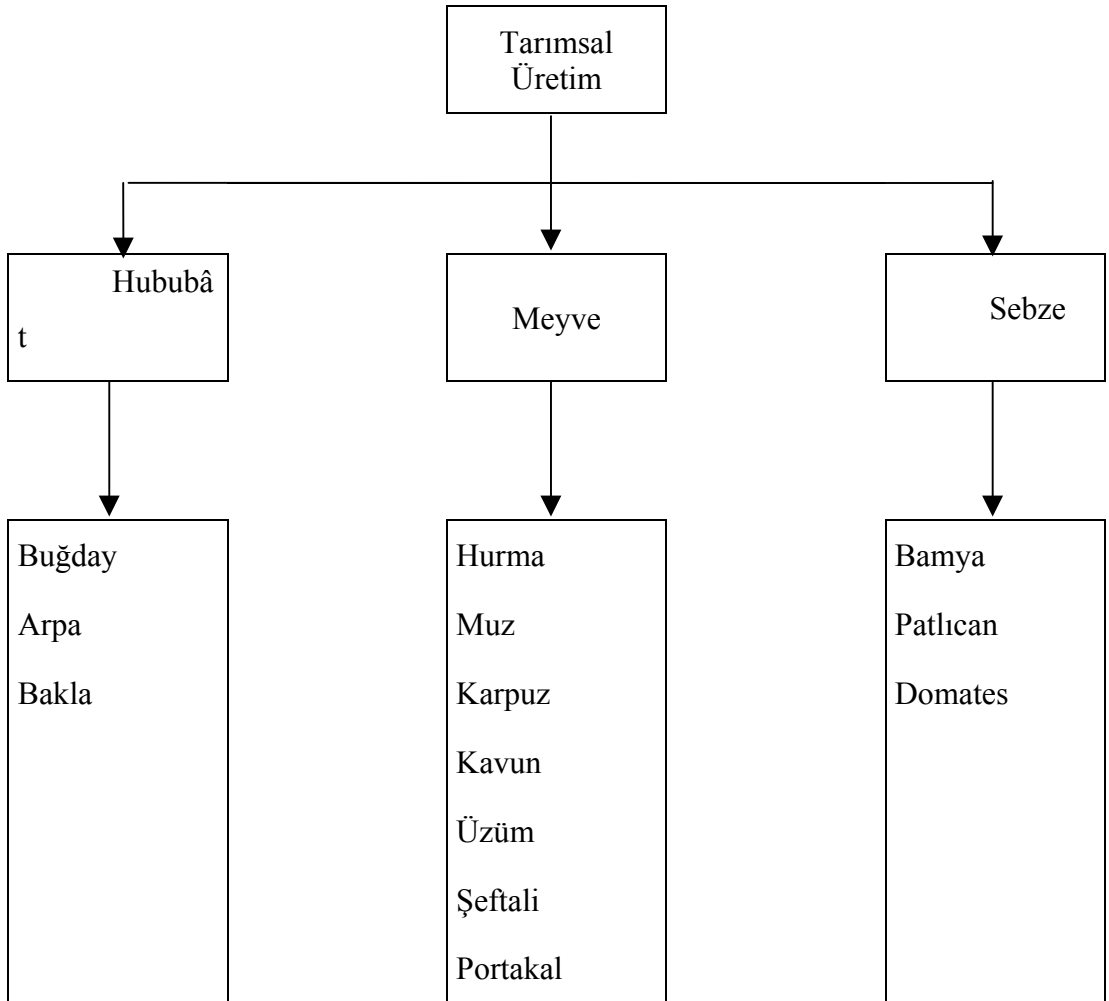 Tarımsal
Üretim
Hububâ
t
Meyve
Sebze
Buğday
Arpa
Bakla
Hurma
Muz
Karpuz
Kavun
Üzüm
Şeftali
Portakal
Bamya
Patlıcan
Domates